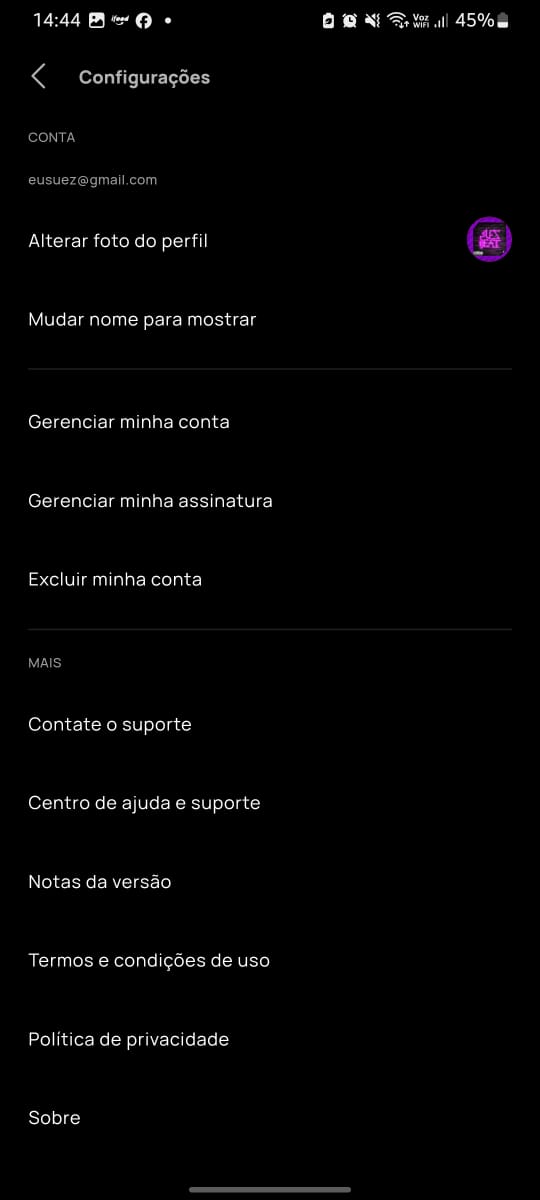 14:44 ifood Voz WiFi 45%
Configurações
CONTA
eusuez@gmail.com
Alterar foto do perfil
Mudar nome para mostrar
Gerenciar minha conta
Gerenciar minha assinatura
Excluir minha conta
MAIS
Contate o suporte
Centro de ajuda e suporte
Notas da versão
Termos e condições de uso
Política de privacidade
Sobre